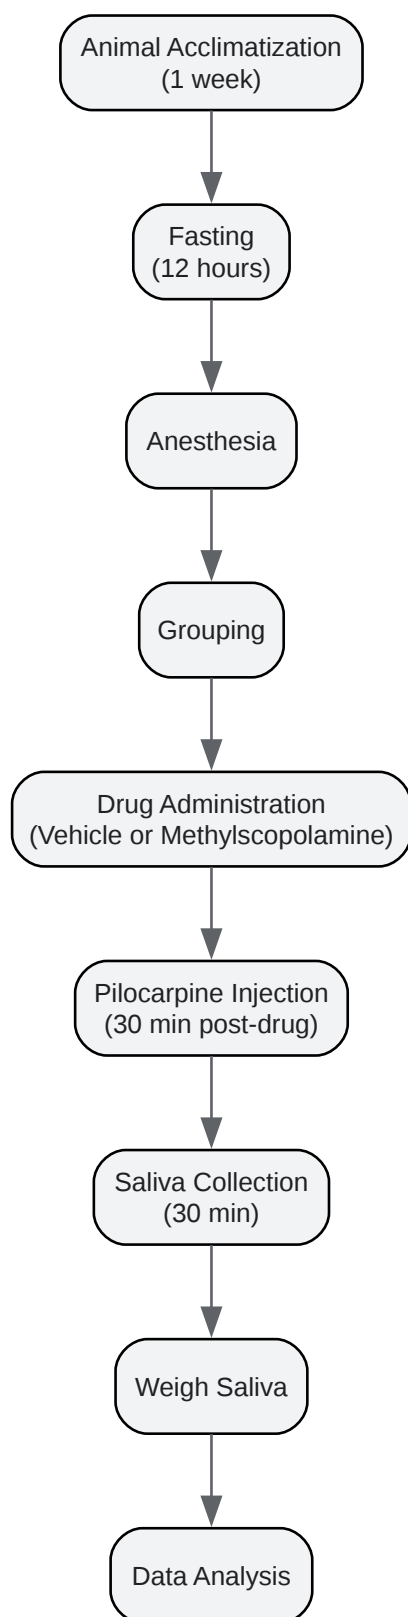 Animal Acclimatization
(1 week)
Fasting
(12 hours)
Anesthesia
Grouping
Drug Administration
(Vehicle or Methylscopolamine)
Pilocarpine Injection
(30 min post-drug)
Saliva Collection
(30 min)
Weigh Saliva
Data Analysis